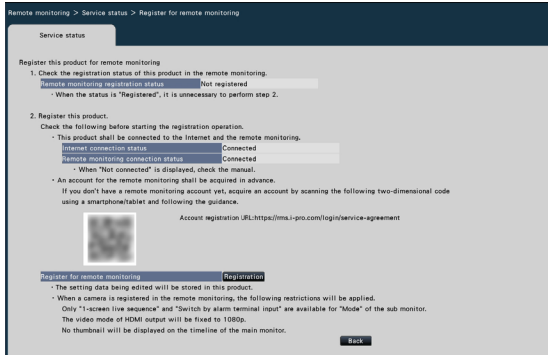 Remote monitoring > Service status > Register for remote monitoring
Service status
Register this product for remote monitoring
1. Check the registration status of this product in the remote monitoring.
Remote monitoring registration status Not registered
・When the status is "Registered", it is unnecessary to perform step 2.
2. Register this product.
Check the following before starting the registration operation.
・This product shall be connected to the Internet and the remote monitoring.
Internet connection status Connected
Remote monitoring connection status Connected
・When "Not connected" is displayed, check the manual.
・An account for the remote monitoring shall be acquired in advance.
If you don't have a remote monitoring account yet, acquire an account by scanning the following two-dimensional code
using a smartphone/tablet and following the guidance.
Account registration URL:https://rms.i-pro.com/login/service-agreement
Register for remote monitoring Registration
・The setting data being edited will be stored in this product.
・When a camera is registered in the remote monitoring, the following restrictions will be applied.
Only "1-screen live sequence" and "Switch by alarm terminal input" are available for "Mode" of the sub monitor.
The video mode of HDMI output will be fixed to 1080p.
No thumbnail will be displayed on the timeline of the main monitor.
Back